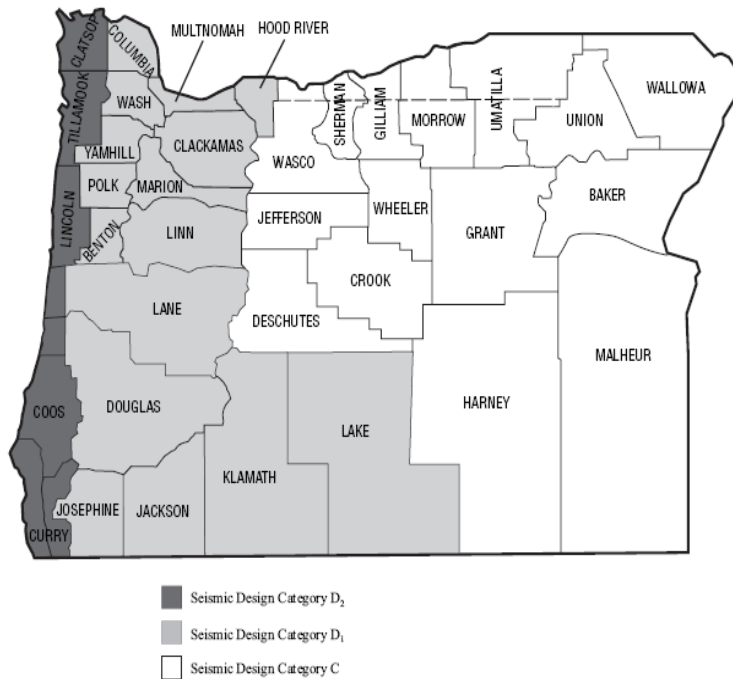 MULTNOMAH
HOOD RIVER
CLATSOP
COLUMBIA
TILLAMOOK
WASH
YAMHILL
CLACKAMAS
SHERMAN
GILLIAM
MORROW
UMATILLA
UNION
WALLOWA
WASCO
POLK
MARION
LINCOLN
BENTON
LINN
JEFFERSON
WHEELER
GRANT
BAKER
LANE
CROOK
DESCHUTES
MALHEUR
COOS
DOUGLAS
HARNEY
LAKE
KLAMATH
JOSEPHINE
JACKSON
CURRY
Seismic Design Category D₂
Seismic Design Category D₁
Seismic Design Category C